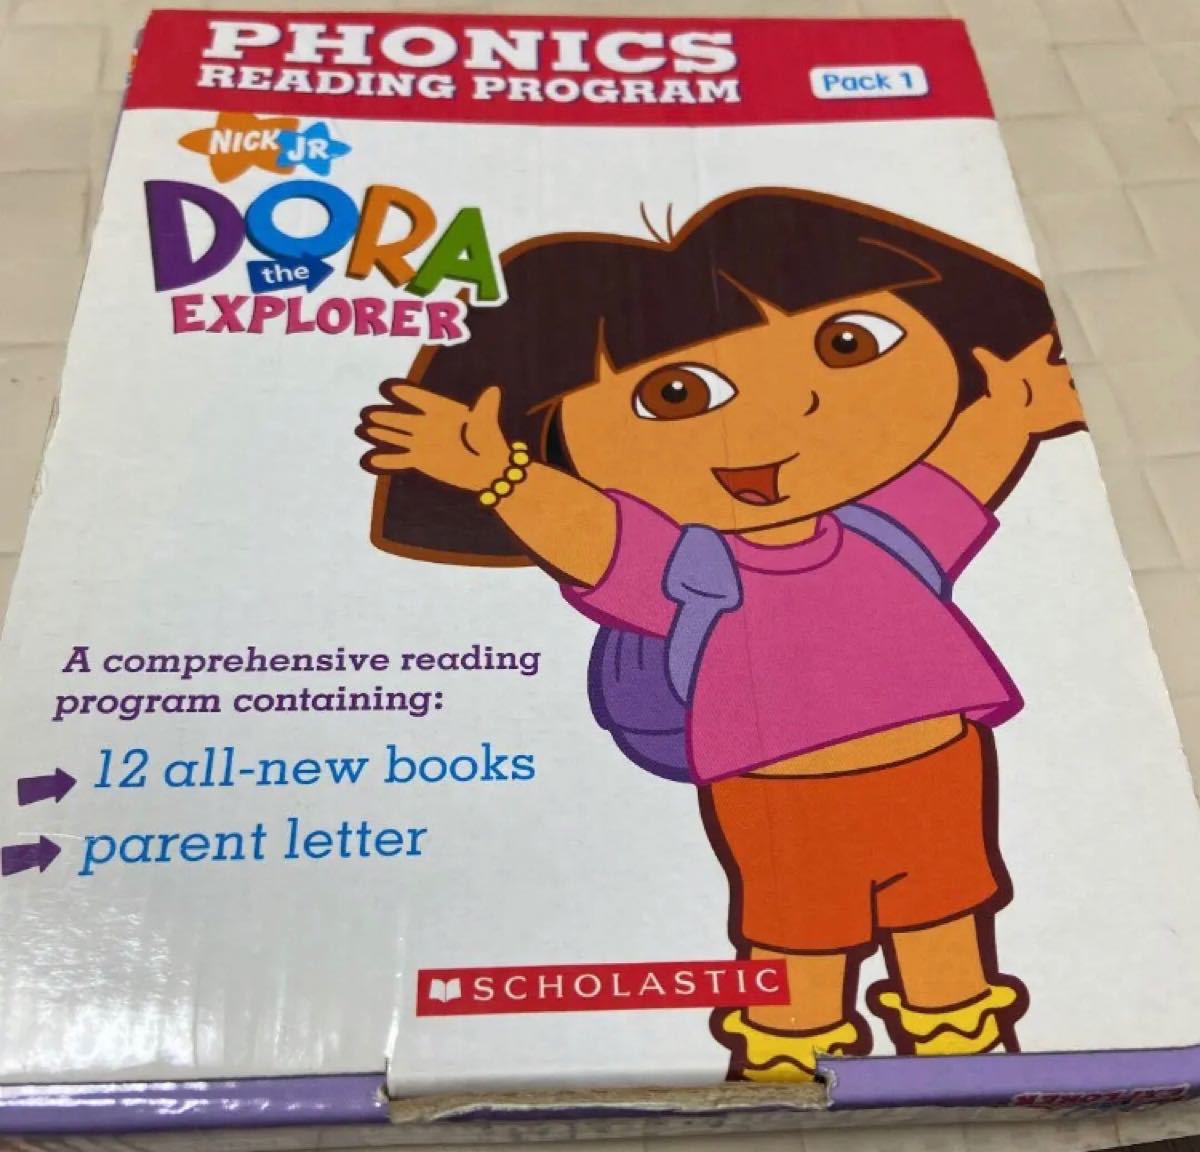 PHONICS
READING PROGRAM
Pack 1
NICK JR
DORA
the
EXPLORER
A comprehensive reading
program containing:
12 all-new books
parent letter
SCHOLASTIC
EXPLORER